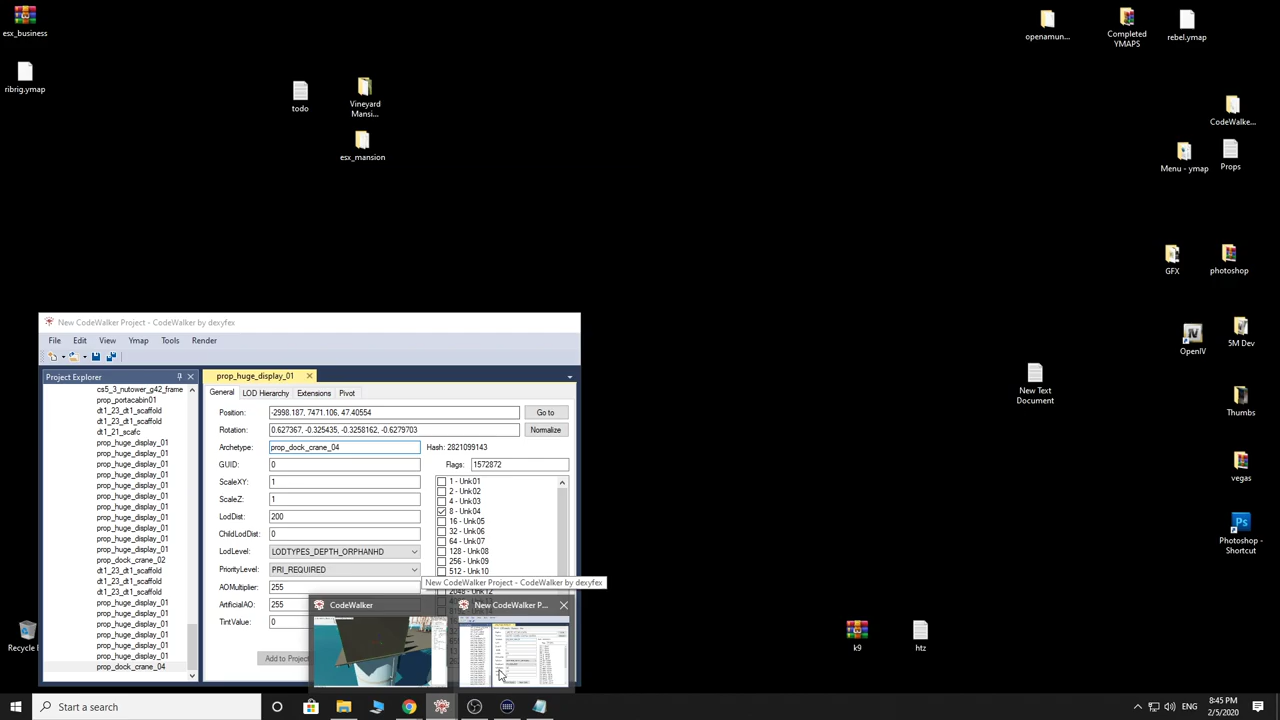 esx_business
ribrig.ymap
todo
Vineyard
Mansi...
esx_mansion
openamun...
Completed
YMAPS
rebel.ymap
CodeWalke...
Menu - ymap
Props
GFX
photoshop
OpenIV
5M Dev
New Text
Document
Thumbs
vegas
Photoshop -
Shortcut
k9
htz
Recycle
New CodeWalker Project - CodeWalker by dexyfex
File Edit View Ymap Tools Render
Project Explorer
cs5_3_nutower_g42_frame
prop_portacabin01
dt1_23_dt1_scaffold
dt1_23_dt1_scaffold
dt1_21_scafc
prop_huge_display_01
prop_huge_display_01
prop_huge_display_01
prop_huge_display_01
prop_huge_display_01
prop_huge_display_01
prop_huge_display_01
prop_huge_display_01
prop_huge_display_01
prop_huge_display_01
prop_huge_display_01
prop_dock_crane_02
dt1_23_dt1_scaffold
dt1_23_dt1_scaffold
dt1_23_dt1_scaffold
prop_huge_display_01
prop_huge_display_01
prop_huge_display_01
prop_huge_display_01
prop_huge_display_01
prop_huge_display_01
prop_dock_crane_04
prop_huge_display_01
General LOD Hierarchy Extensions Pivot
Position: -2998.187, 7471.106, 47.40554 Go to
Rotation: 0.627367, -0.325435, -0.3258162, -0.6279703 Normalize
Archetype: prop_dock_crane_04 Hash: 2821099143
GUID: 0 Flags: 1572872
ScaleXY: 1
ScaleZ: 1
LodDist: 200
ChildLodDist: 0
LodLevel: LODTYPES_DEPTH_ORPHANHD
PriorityLevel: PRI_REQUIRED
AOMultiplier: 255
ArtificialAO: 255
TintValue: 0
Add to Project
1 - Unk01
2 - Unk02
4 - Unk03
8 - Unk04
16 - Unk05
32 - Unk06
64 - Unk07
128 - Unk08
256 - Unk09
512 - Unk10
New CodeWalker Project - CodeWalker by dexyfex
CodeWalker
New CodeWalker P...
Start a search
ENG
8:45 PM
2/5/2020